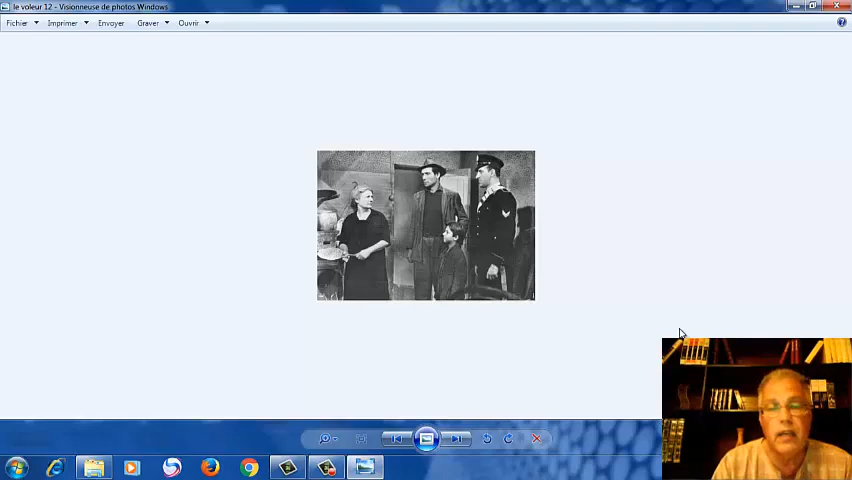 le voleur 12 - Visionneuse de photos Windows
Fichier Imprimer Envoyer Graver Ouvrir